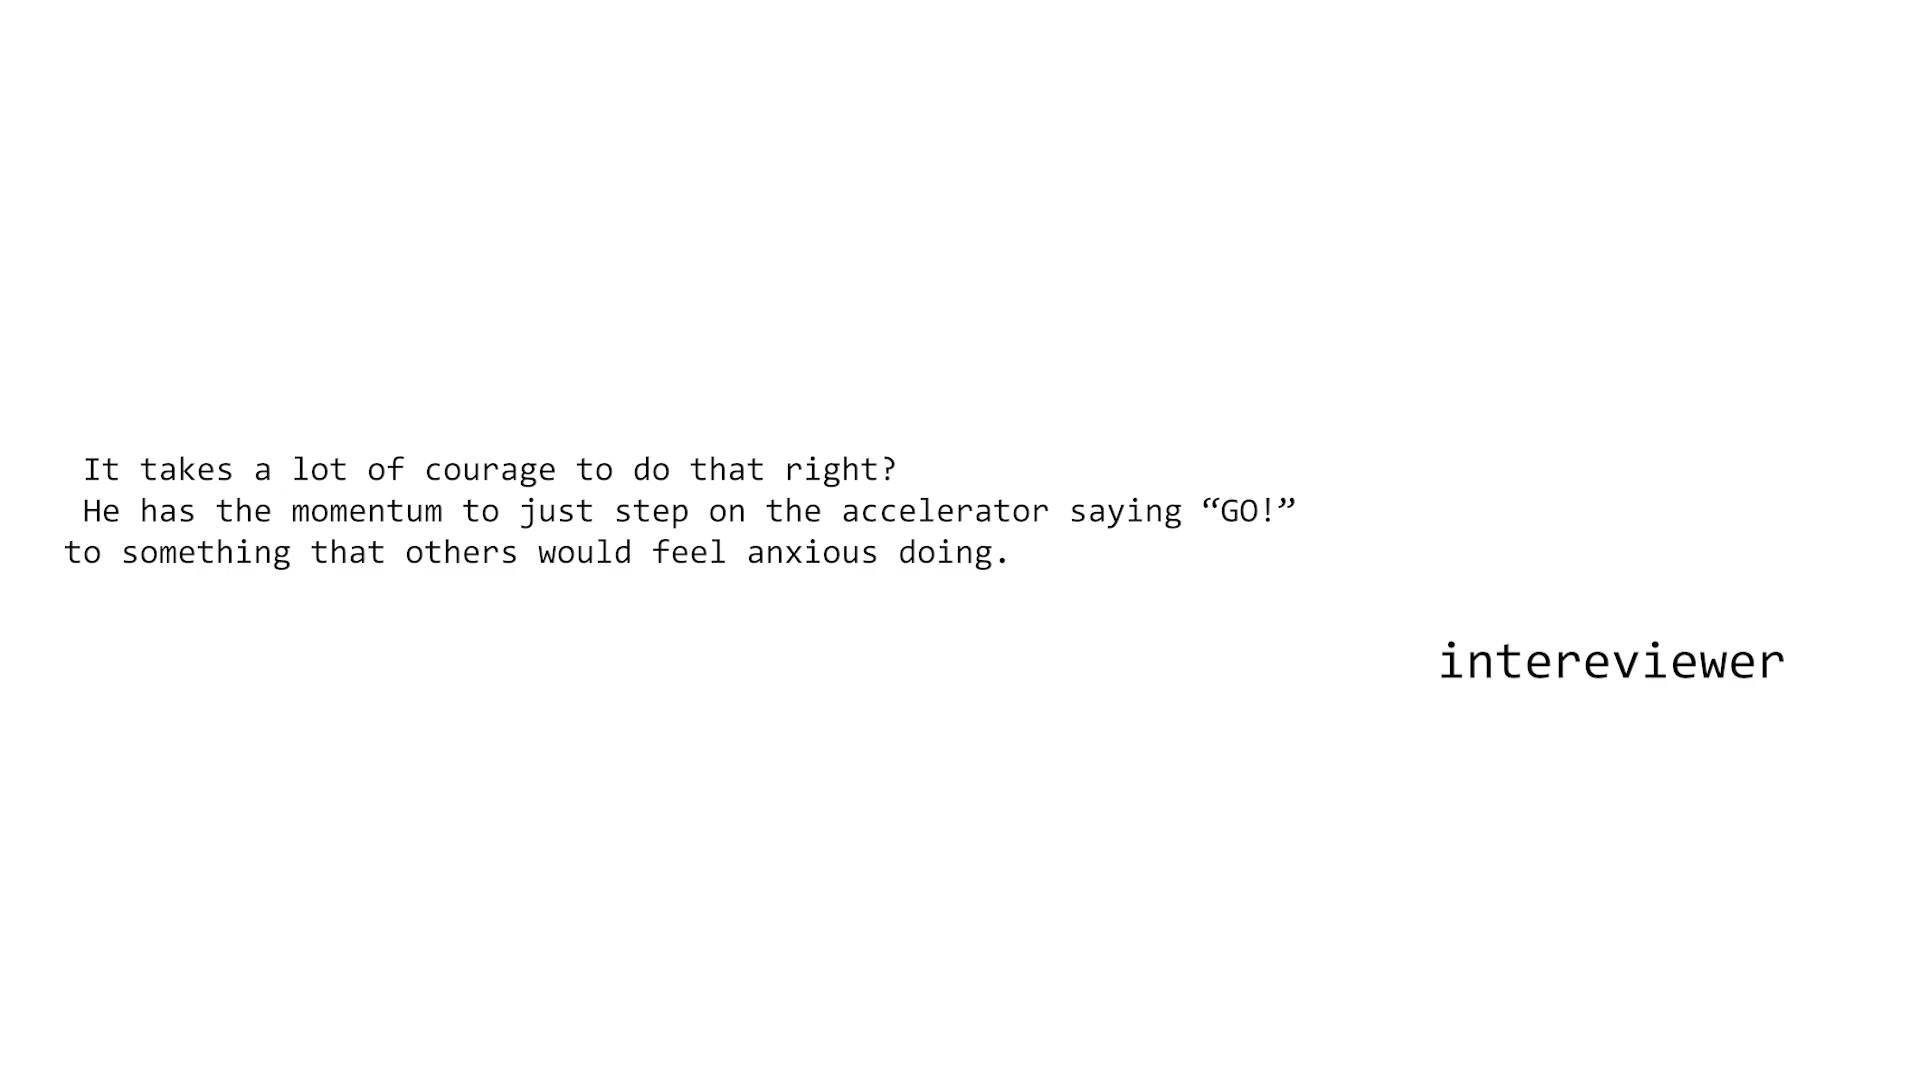 It takes a lot of courage to do that right?
He has the momentum to just step on the accelerator saying “GO!”
to something that others would feel anxious doing.
intereviewer